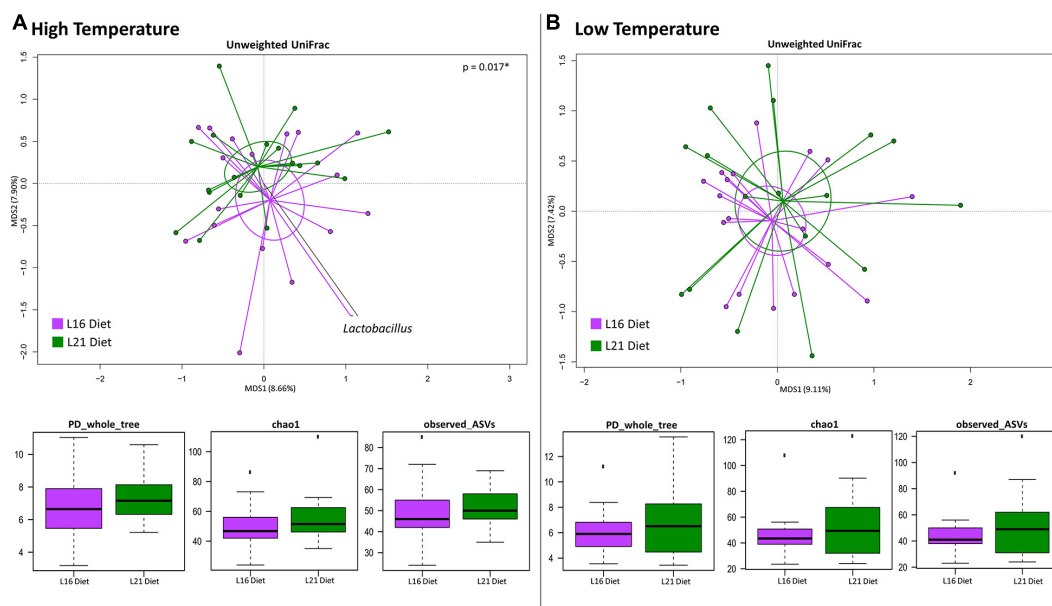 A High Temperature
Unweighted UniFrac
p = 0.017*
1.5
1.0
0.5
0.0
−0.5
−1.0
−1.5
−2.0
MDS2 (7.90%)
Lactobacillus
L16 Diet
L21 Diet
−2 −1 0 1 2 3
MDS1 (8.66%)
PD_whole_tree
10
8
6
4
L16 Diet L21 Diet
chao1
100
80
60
40
L16 Diet L21 Diet
observed_ASVs
80
70
60
50
40
30
L16 Diet L21 Diet
B Low Temperature
Unweighted UniFrac
1.5
1.0
0.5
0.0
−0.5
−1.0
−1.5
MDS2 (7.42%)
L16 Diet
L21 Diet
−2 −1 0 1 2
MDS1 (9.11%)
PD_whole_tree
12
10
8
6
4
L16 Diet L21 Diet
chao1
120
100
80
60
40
20
L16 Diet L21 Diet
observed_ASVs
120
100
80
60
40
20
L16 Diet L21 Diet